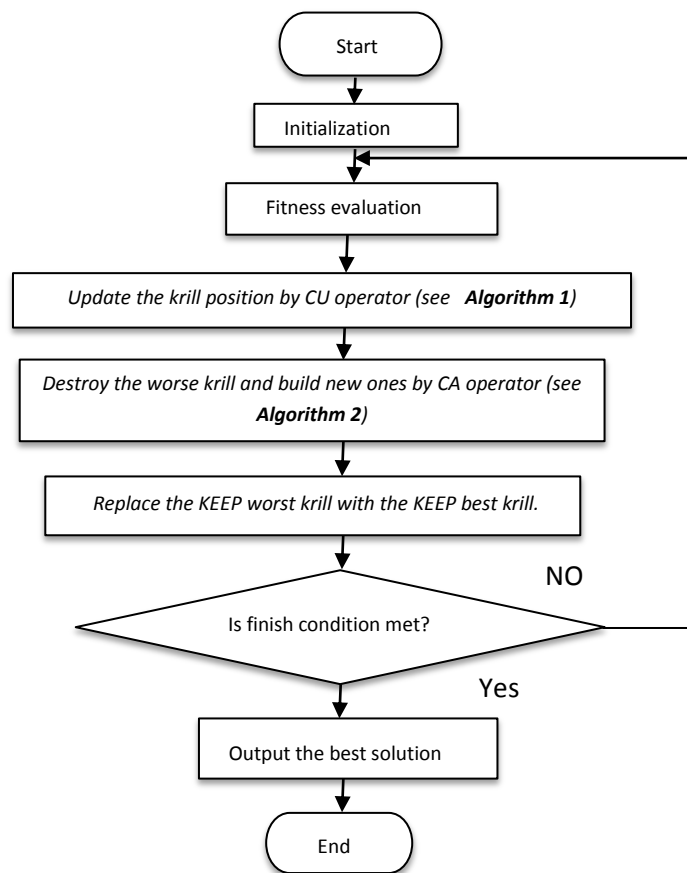 Start
Initialization
Fitness evaluation
Update the krill position by CU operator (see Algorithm 1)
Destroy the worse krill and build new ones by CA operator (see
Algorithm 2)
Replace the KEEP worst krill with the KEEP best krill.
NO
Is finish condition met?
Yes
Output the best solution
End